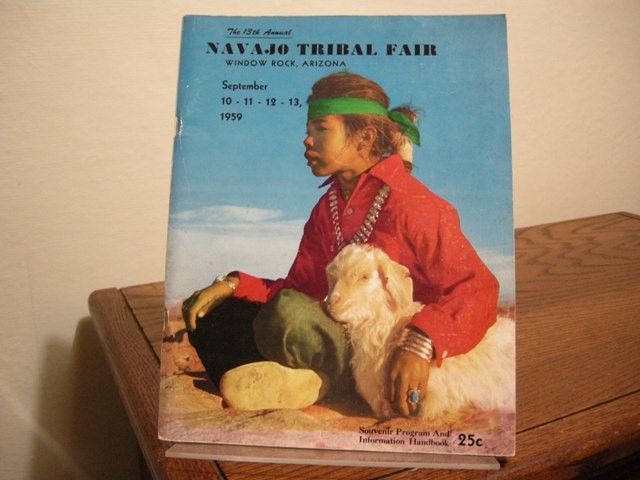 The 13th Annual
NAVAJO TRIBAL FAIR
WINDOW ROCK, ARIZONA
September
10 - 11 - 12 - 13,
1959
Souvenir Program And
Information Handbook 25c